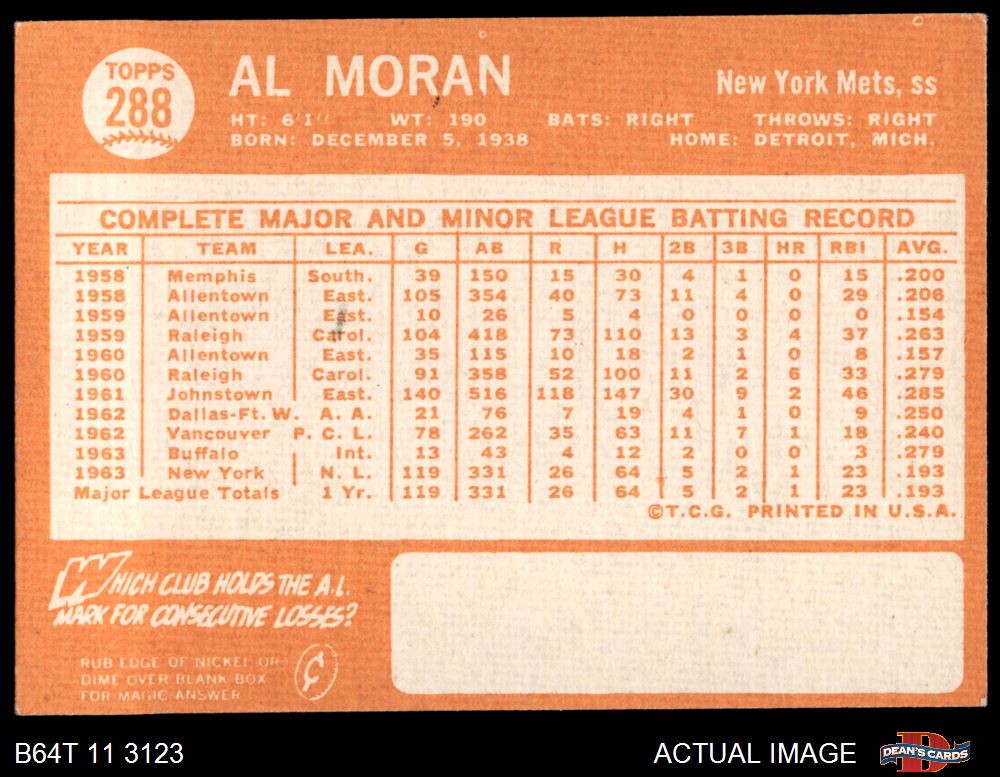 TOPPS
288
AL MORAN
New York Mets, ss
HT: 6'1" WT: 190 BATS: RIGHT THROWS: RIGHT
BORN: DECEMBER 5, 1938 HOME: DETROIT, MICH.
COMPLETE MAJOR AND MINOR LEAGUE BATTING RECORD
YEAR TEAM LEA. G AB R H 2B 3B HR RBI AVG.
1958 Memphis South. 39 150 15 30 4 1 0 15 .200
1958 Allentown East. 105 354 40 73 11 4 0 29 .206
1959 Allentown East. 10 26 5 4 0 0 0 0 .154
1959 Raleigh Carol. 104 418 73 110 13 3 4 37 .263
1960 Allentown East. 35 115 10 18 2 1 0 8 .157
1960 Raleigh Carol. 91 358 52 100 11 2 6 33 .279
1961 Johnstown East. 140 516 118 147 30 9 2 46 .285
1962 Dallas-Ft. W. A. A. 21 76 7 19 4 1 0 9 .250
1962 Vancouver P. C. L. 78 262 35 63 11 7 1 18 .240
1963 Buffalo Int. 13 43 4 12 2 0 0 3 .279
1963 New York N. L. 119 331 26 64 5 2 1 23 .193
Major League Totals 1 Yr. 119 331 26 64 5 2 1 23 .193
©T.C.G. PRINTED IN U.S.A.
WHICH CLUB HOLDS THE A.L.
MARK FOR CONSECUTIVE LOSSES?
RUB EDGE OF NICKEL OR
DIME OVER BLANK BOX
FOR MAGIC ANSWER
¢
B64T 11 3123
ACTUAL IMAGE
DEAN'S CARDS